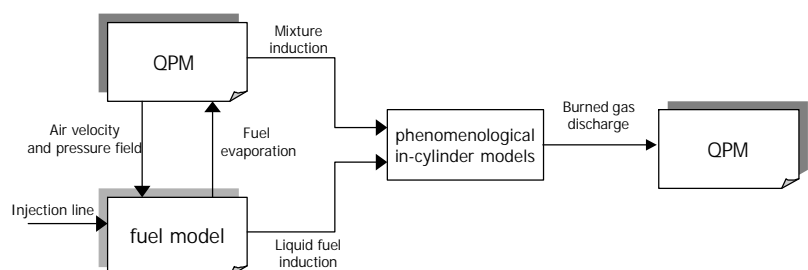 Mixture
induction
QPM
Burned gas
discharge
Air velocity
and pressure field
Fuel
evaporation
phenomenological
in-cylinder models
QPM
Injection line
fuel model
Liquid fuel
induction